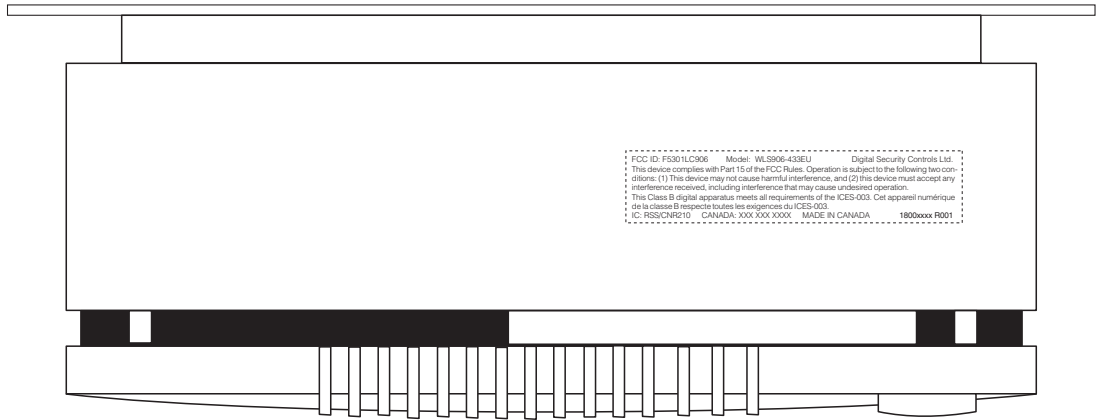 FCC ID: F5301LC906 Model: WLS906-433EU Digital Security Controls Ltd.
This device complies with Part 15 of the FCC Rules. Operation is subject to the following two con-
ditions: (1) This device may not cause harmful interference, and (2) this device must accept any
interference received, including interference that may cause undesired operation.
This Class B digital apparatus meets all requirements of the ICES-003. Cet appareil numérique
de la classe B respecte toutes les exigences du ICES-003.
IC: RSS/CNR210 CANADA: XXX XXX XXXX MADE IN CANADA 1800xxxx R001